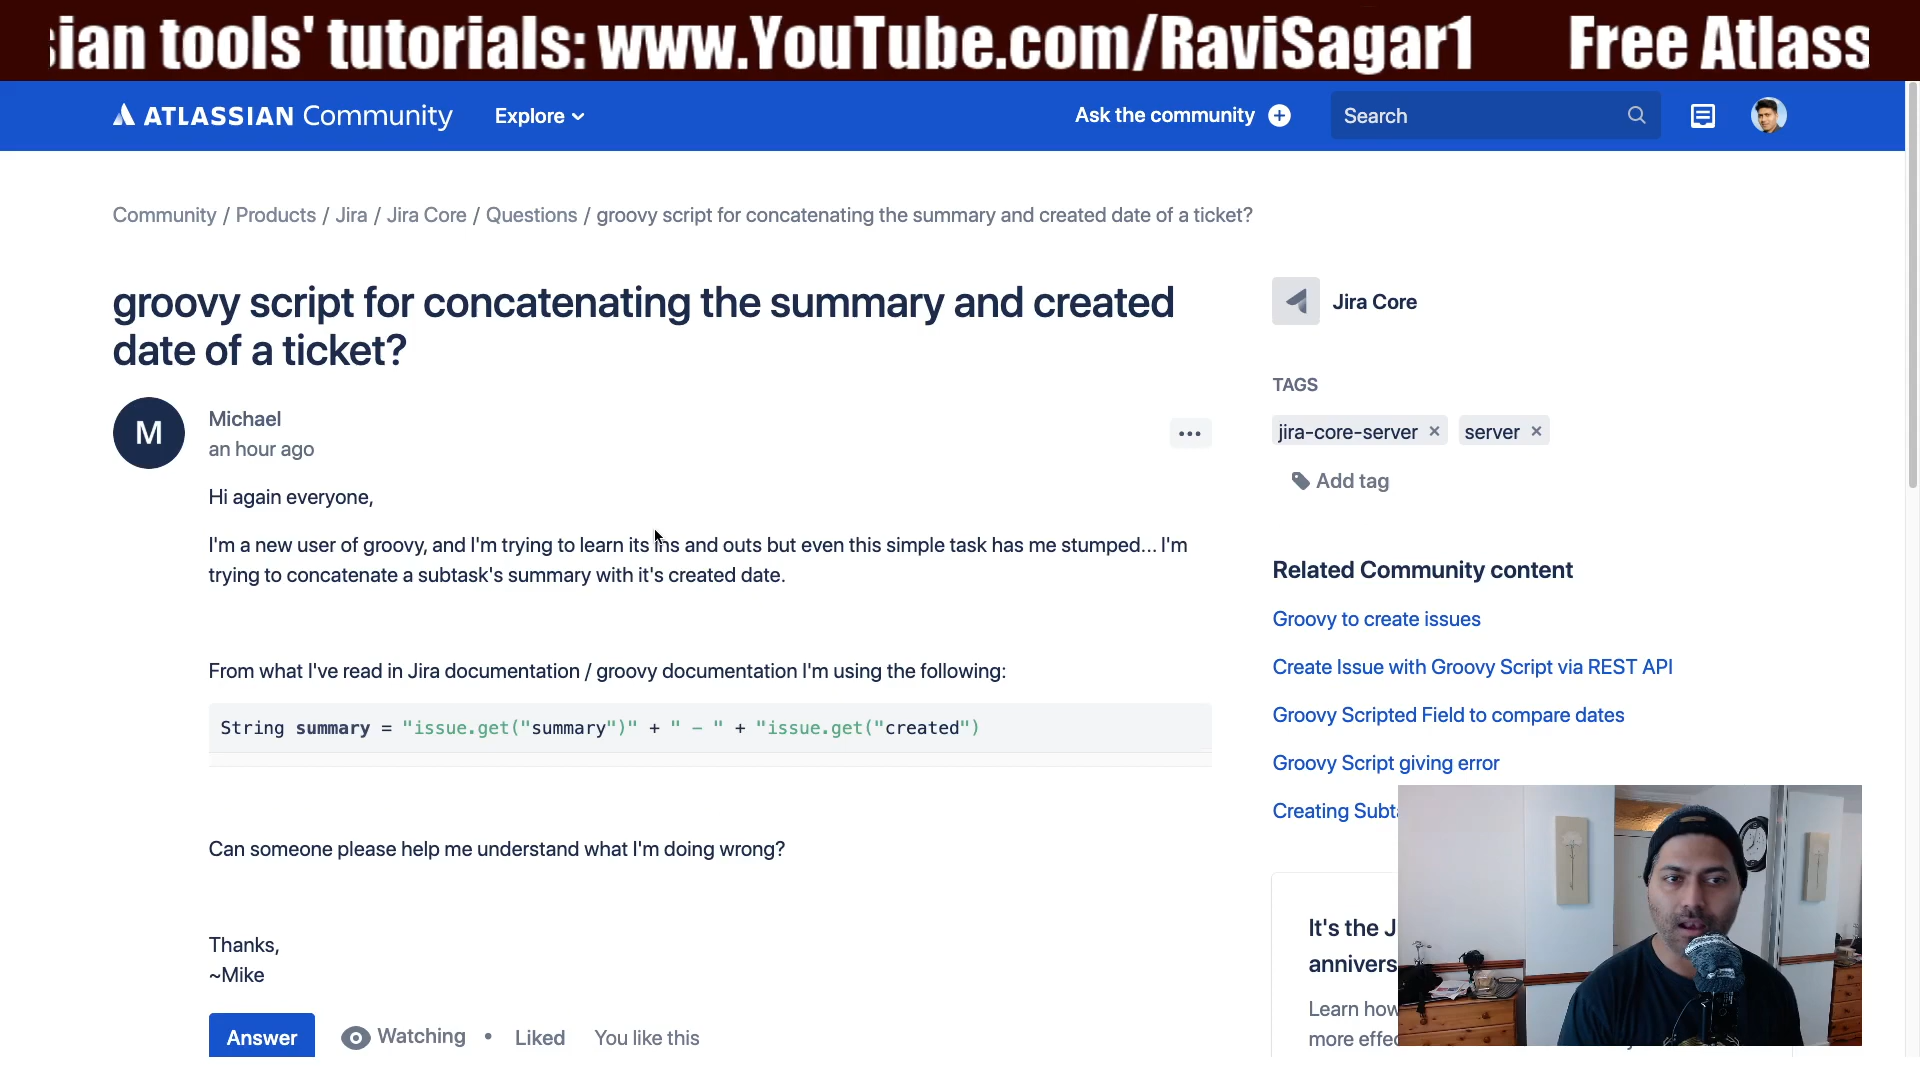 sian tools' tutorials: www.YouTube.com/RaviSagar1 Free Atlass
ATLASSIAN Community
Explore
Ask the community
Search
Community / Products / Jira / Jira Core / Questions / groovy script for concatenating the summary and created date of a ticket?
groovy script for concatenating the summary and created
date of a ticket?
M
Michael
an hour ago
...
Hi again everyone,
I'm a new user of groovy, and I'm trying to learn its ins and outs but even this simple task has me stumped... I'm
trying to concatenate a subtask's summary with it's created date.
From what I've read in Jira documentation / groovy documentation I'm using the following:
String summary = "issue.get("summary")" + " - " + "issue.get("created")
Can someone please help me understand what I'm doing wrong?
Thanks,
~Mike
Answer
Watching • Liked You like this
Jira Core
TAGS
jira-core-server ×
server ×
Add tag
Related Community content
Groovy to create issues
Create Issue with Groovy Script via REST API
Groovy Scripted Field to compare dates
Groovy Script giving error
Creating Subta
It's the J
annivers
Learn how
more effec